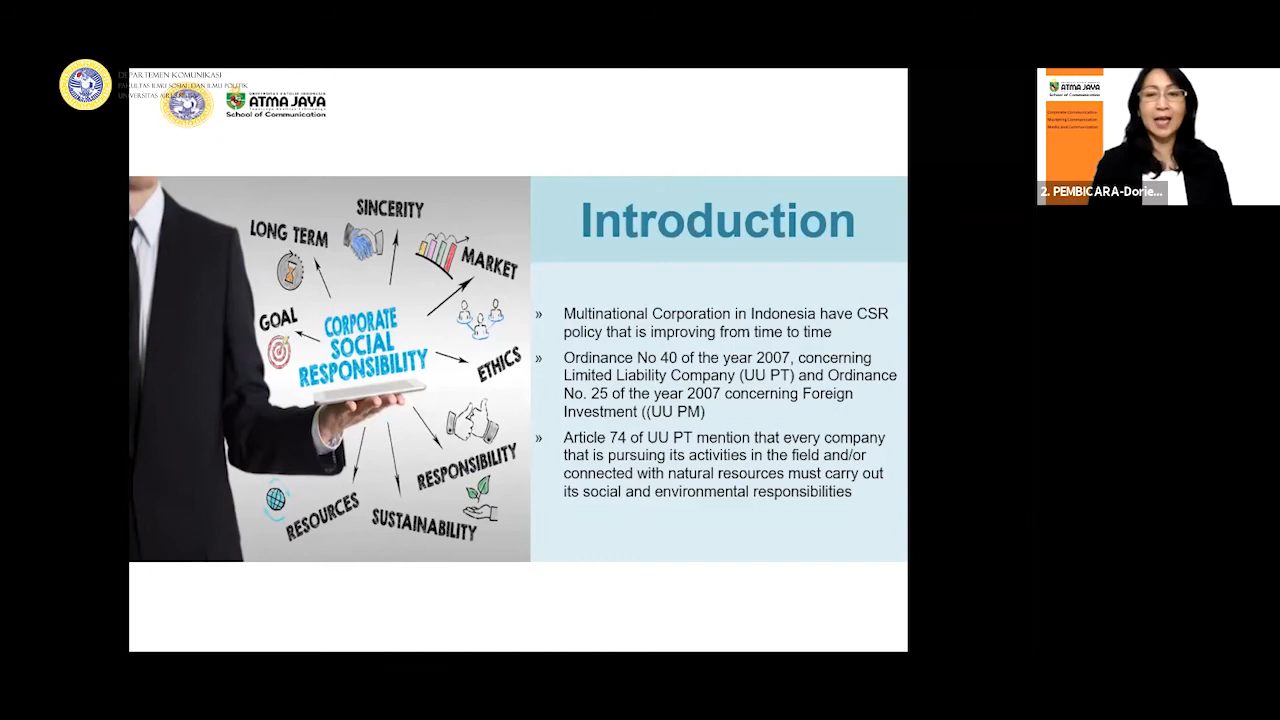 DEPARTEMEN KOMUNIKASI
FAKULTAS ILMU SOSIAL DAN ILMU POLITIK
UNIVERSITAS
UNIVERSITAS KATOLIK INDONESIA
ATMA JAYA
School of Communication
SINCERITY
LONG TERM
MARKET
GOAL
CORPORATE
SOCIAL
RESPONSIBILITY
ETHICS
RESPONSIBILITY
RESOURCES
SUSTAINABILITY
Introduction
» Multinational Corporation in Indonesia have CSR
policy that is improving from time to time
» Ordinance No 40 of the year 2007, concerning
Limited Liability Company (UU PT) and Ordinance
No. 25 of the year 2007 concerning Foreign
Investment ((UU PM)
» Article 74 of UU PT mention that every company
that is pursuing its activities in the field and/or
connected with natural resources must carry out
its social and environmental responsibilities
ATMA JAYA
School of Communication
Corporate Communication
Marketing Communication
Media and Communication
2. PEMBICARA-Dorie...